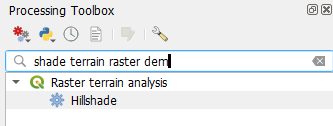 Processing Toolbox
shade terrain raster dem
Raster terrain analysis
Hillshade